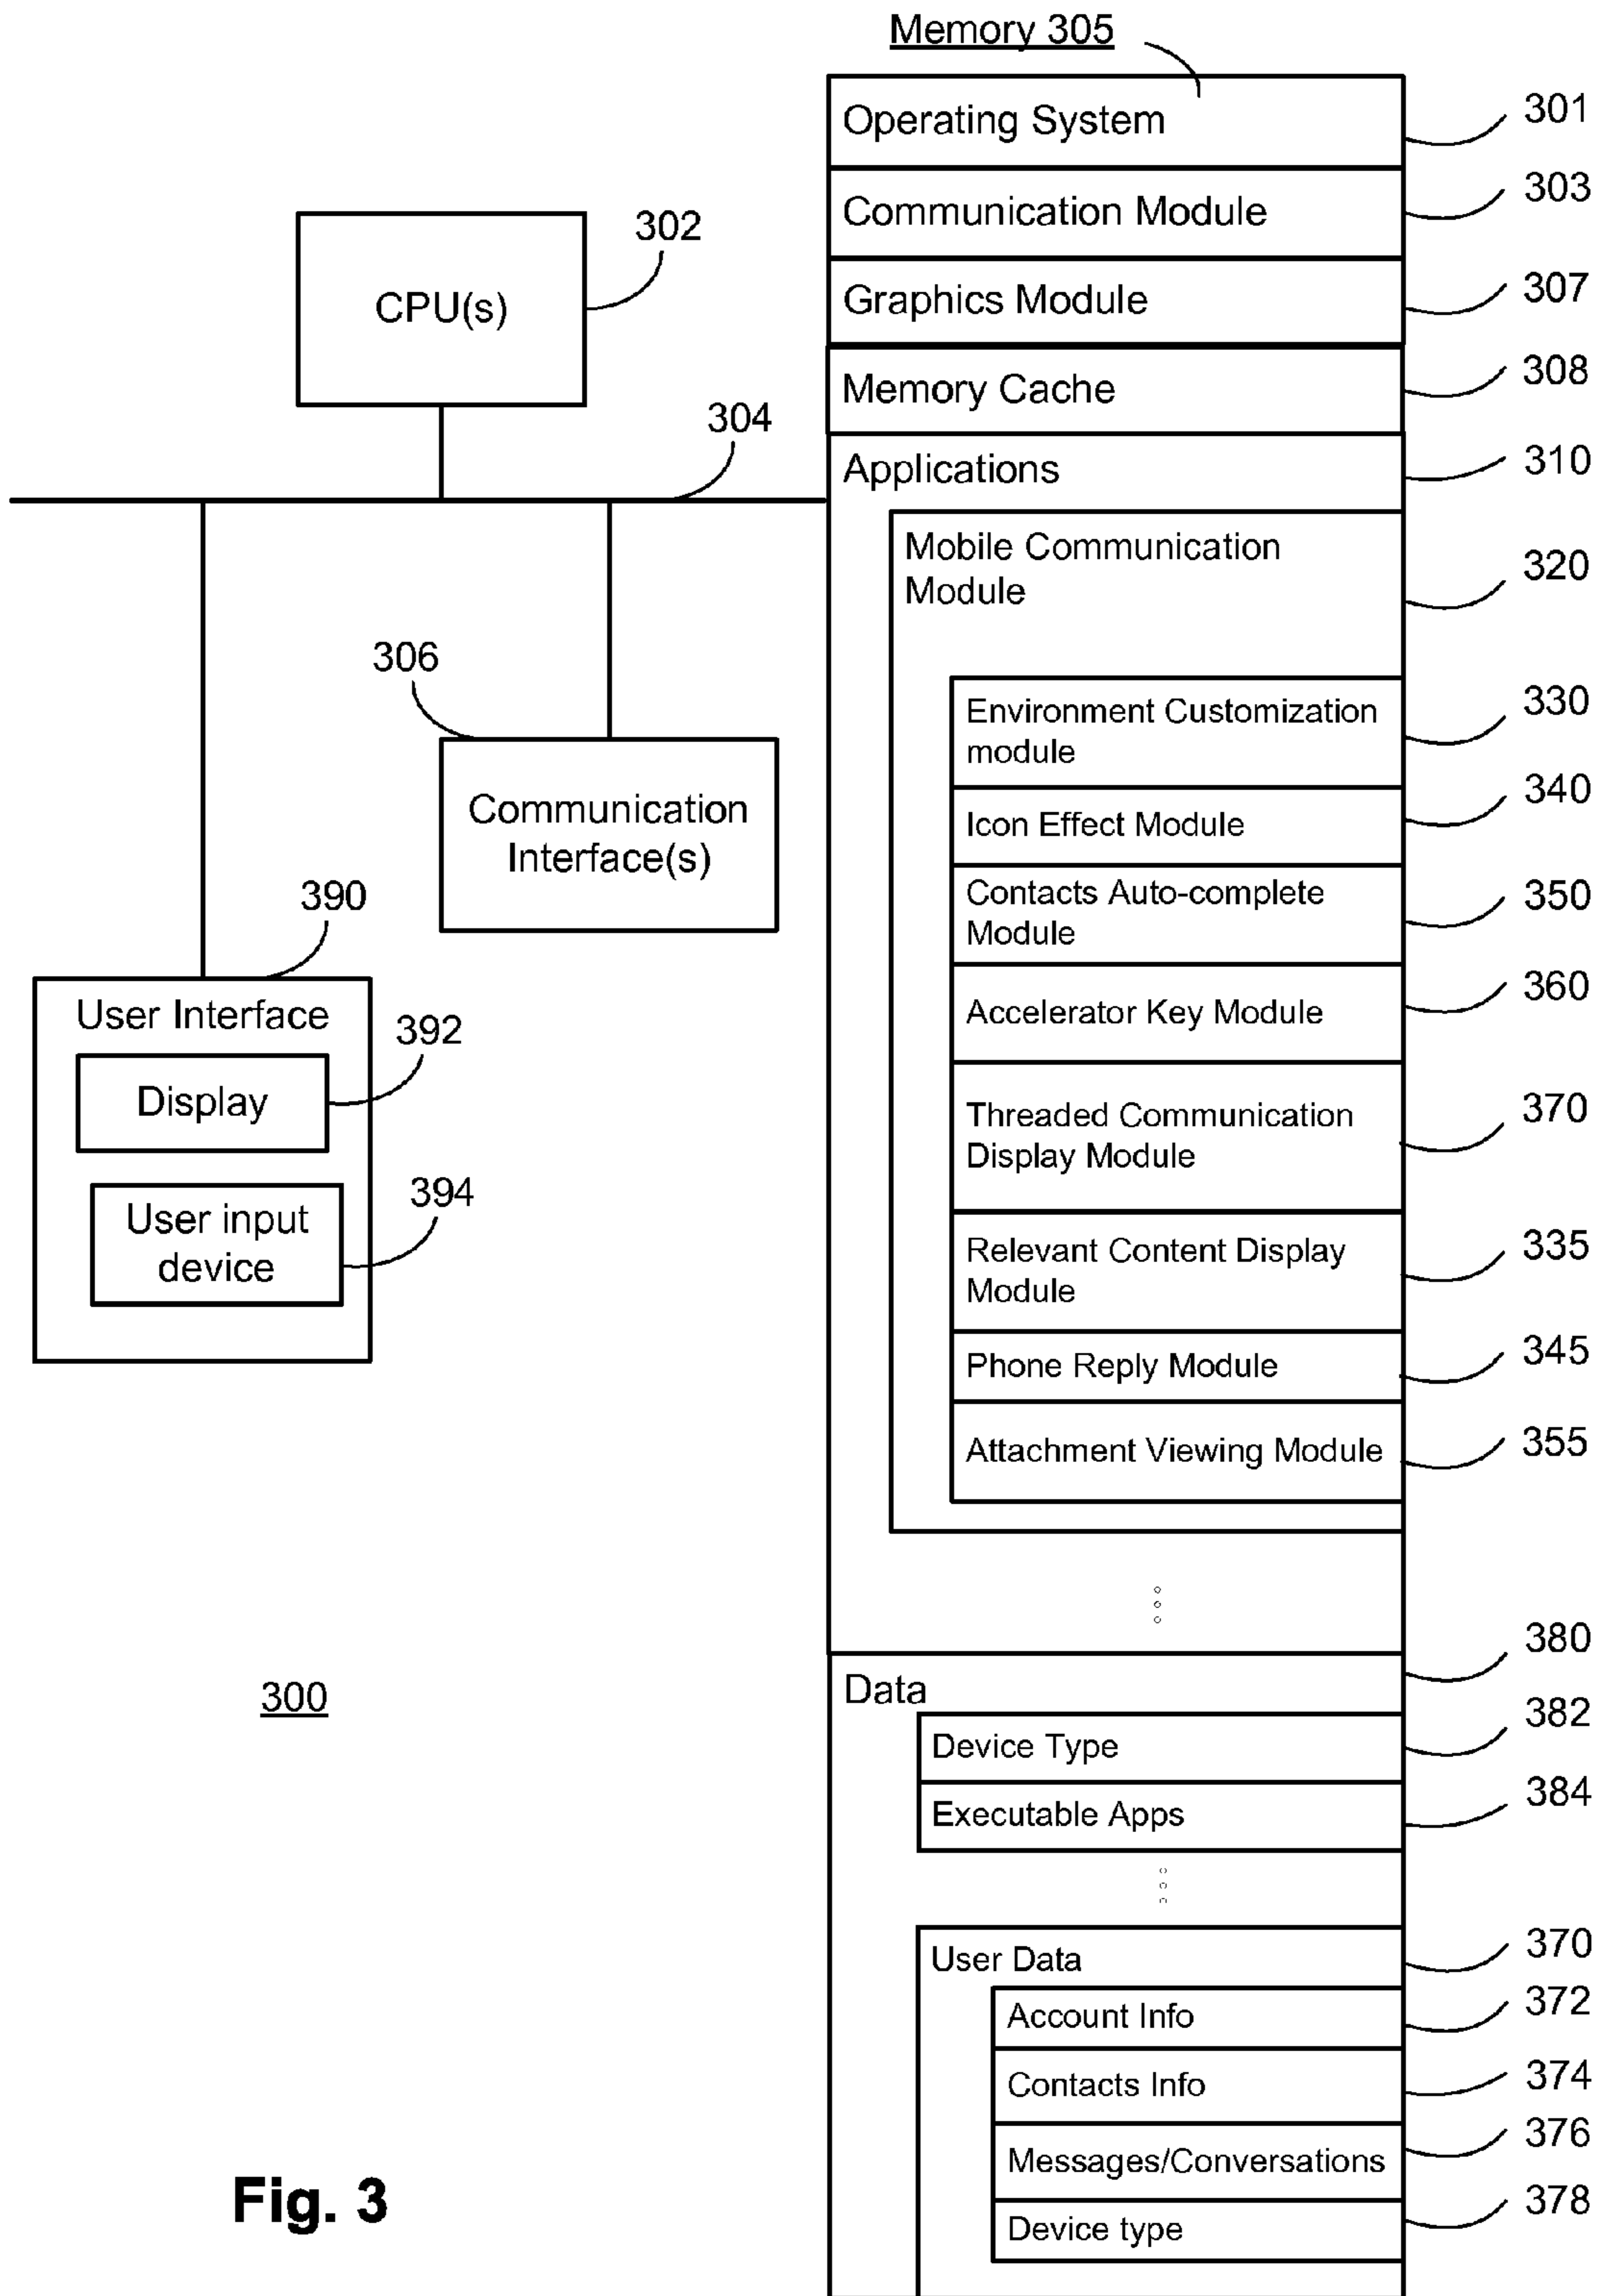 Memory 305
Operating System
301
Communication Module
303
Graphics Module
307
Memory Cache
308
Applications
310
Mobile Communication
Module
320
Environment Customization
module
330
Icon Effect Module
340
Contacts Auto-complete
Module
350
Accelerator Key Module
360
Threaded Communication
Display Module
370
Relevant Content Display
Module
335
Phone Reply Module
345
Attachment Viewing Module
355
Data
380
Device Type
382
Executable Apps
384
User Data
370
Account Info
372
Contacts Info
374
Messages/Conversations
376
Device type
378
CPU(s)
302
304
306
Communication
Interface(s)
390
User Interface
392
Display
394
User input
device
300
Fig. 3